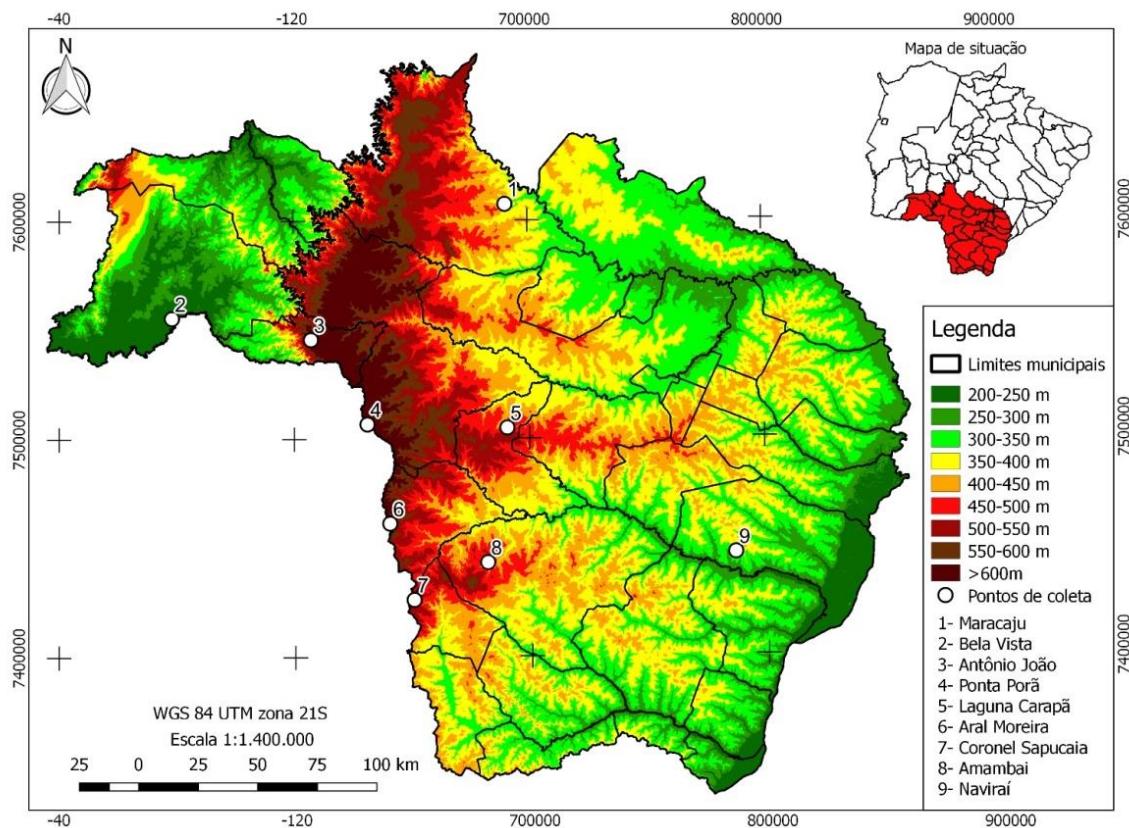 -40 -120 700000 800000 900000
N
Mapa de situação
7600000 7600000
7500000 7500000
7400000 7400000
1
2
3
4
5
6
7
8
9
Legenda
Limites municipais
200-250 m
250-300 m
300-350 m
350-400 m
400-450 m
450-500 m
500-550 m
550-600 m
>600m
Pontos de coleta
1- Maracaju
2- Bela Vista
3- Antônio João
4- Ponta Porã
5- Laguna Carapã
6- Aral Moreira
7- Coronel Sapucaia
8- Amambai
9- Naviraí
WGS 84 UTM zona 21S
Escala 1:1.400.000
25 0 25 50 75 100 km
-40 -120 700000 800000 900000